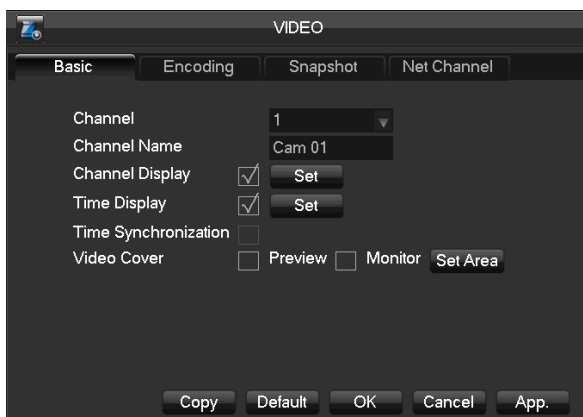 VIDEO
Basic Encoding Snapshot Net Channel
Channel 1
Channel Name Cam 01
Channel Display Set
Time Display Set
Time Synchronization
Video Cover Preview Monitor Set Area
Copy Default OK Cancel App.